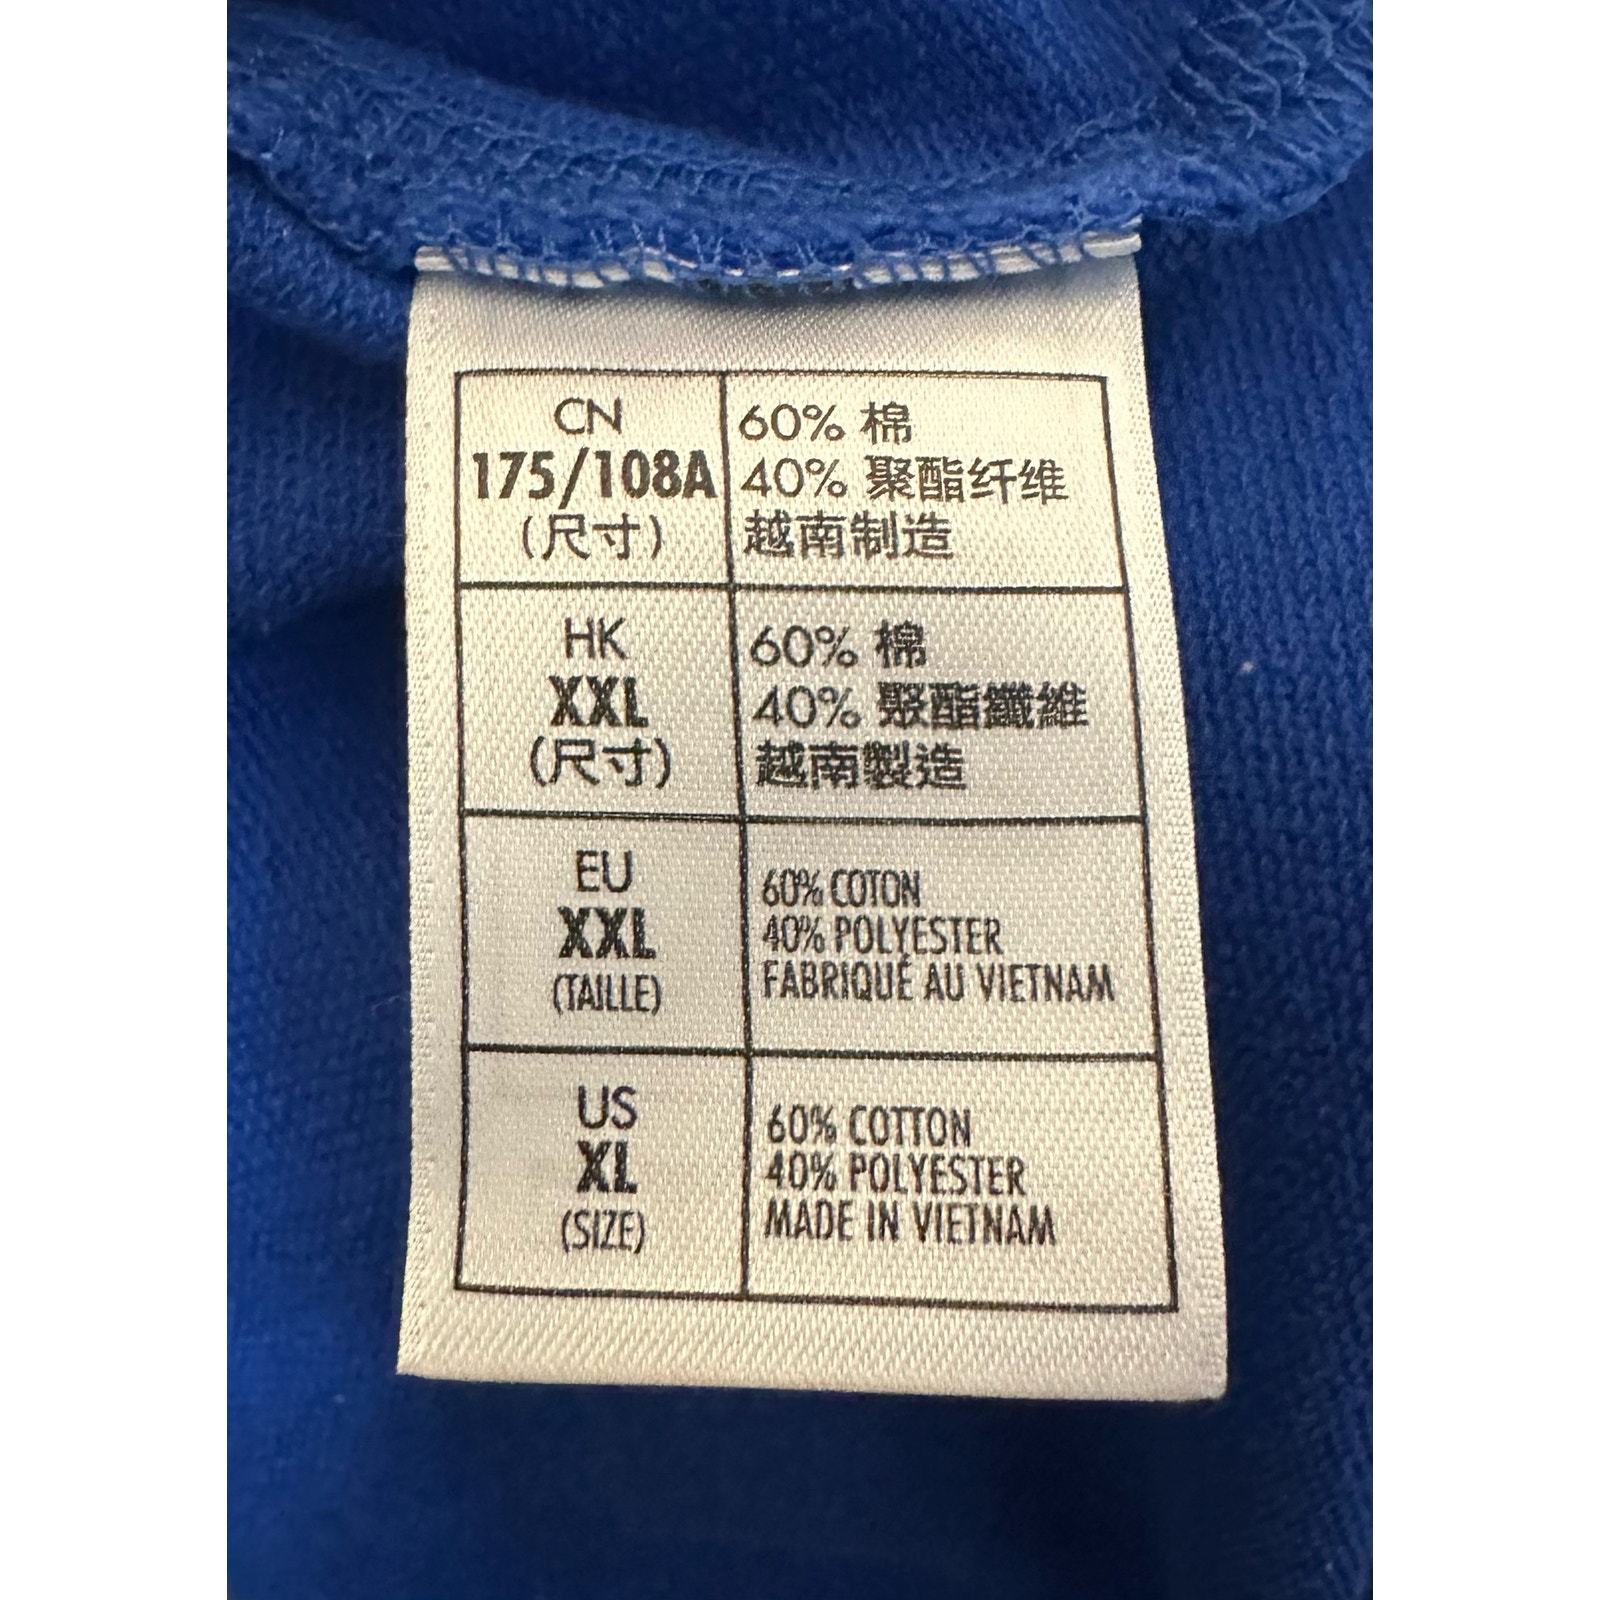 CN
175/108A
(尺寸)
60% 棉
40% 聚酯纤维
越南制造
HK
XXL
(尺寸)
60% 棉
40% 聚酯纖維
越南製造
EU
XXL
(TAILLE)
60% COTON
40% POLYESTER
FABRIQUÉ AU VIETNAM
US
XL
(SIZE)
60% COTTON
40% POLYESTER
MADE IN VIETNAM